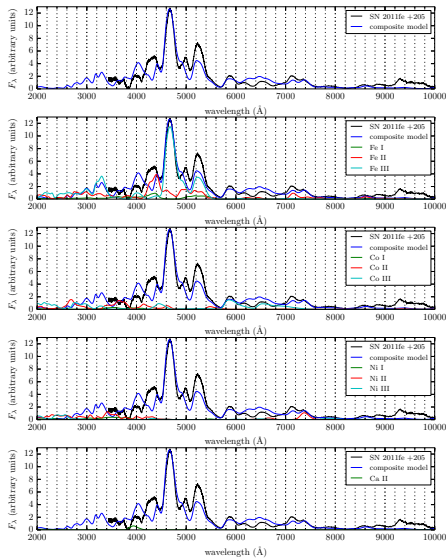 SN 2011fe +205
composite model
F_λ (arbitrary units)
0 2 4 6 8 10 12
2000 3000 4000 5000 6000 7000 8000 9000 10000
wavelength (Å)
SN 2011fe +205
composite model
Fe I
Fe II
Fe III
F_λ (arbitrary units)
0 2 4 6 8 10 12
2000 3000 4000 5000 6000 7000 8000 9000 10000
wavelength (Å)
SN 2011fe +205
composite model
Co I
Co II
Co III
F_λ (arbitrary units)
0 2 4 6 8 10 12
2000 3000 4000 5000 6000 7000 8000 9000 10000
wavelength (Å)
SN 2011fe +205
composite model
Ni I
Ni II
Ni III
F_λ (arbitrary units)
0 2 4 6 8 10 12
2000 3000 4000 5000 6000 7000 8000 9000 10000
wavelength (Å)
SN 2011fe +205
composite model
Ca II
F_λ (arbitrary units)
0 2 4 6 8 10 12
2000 3000 4000 5000 6000 7000 8000 9000 10000
wavelength (Å)